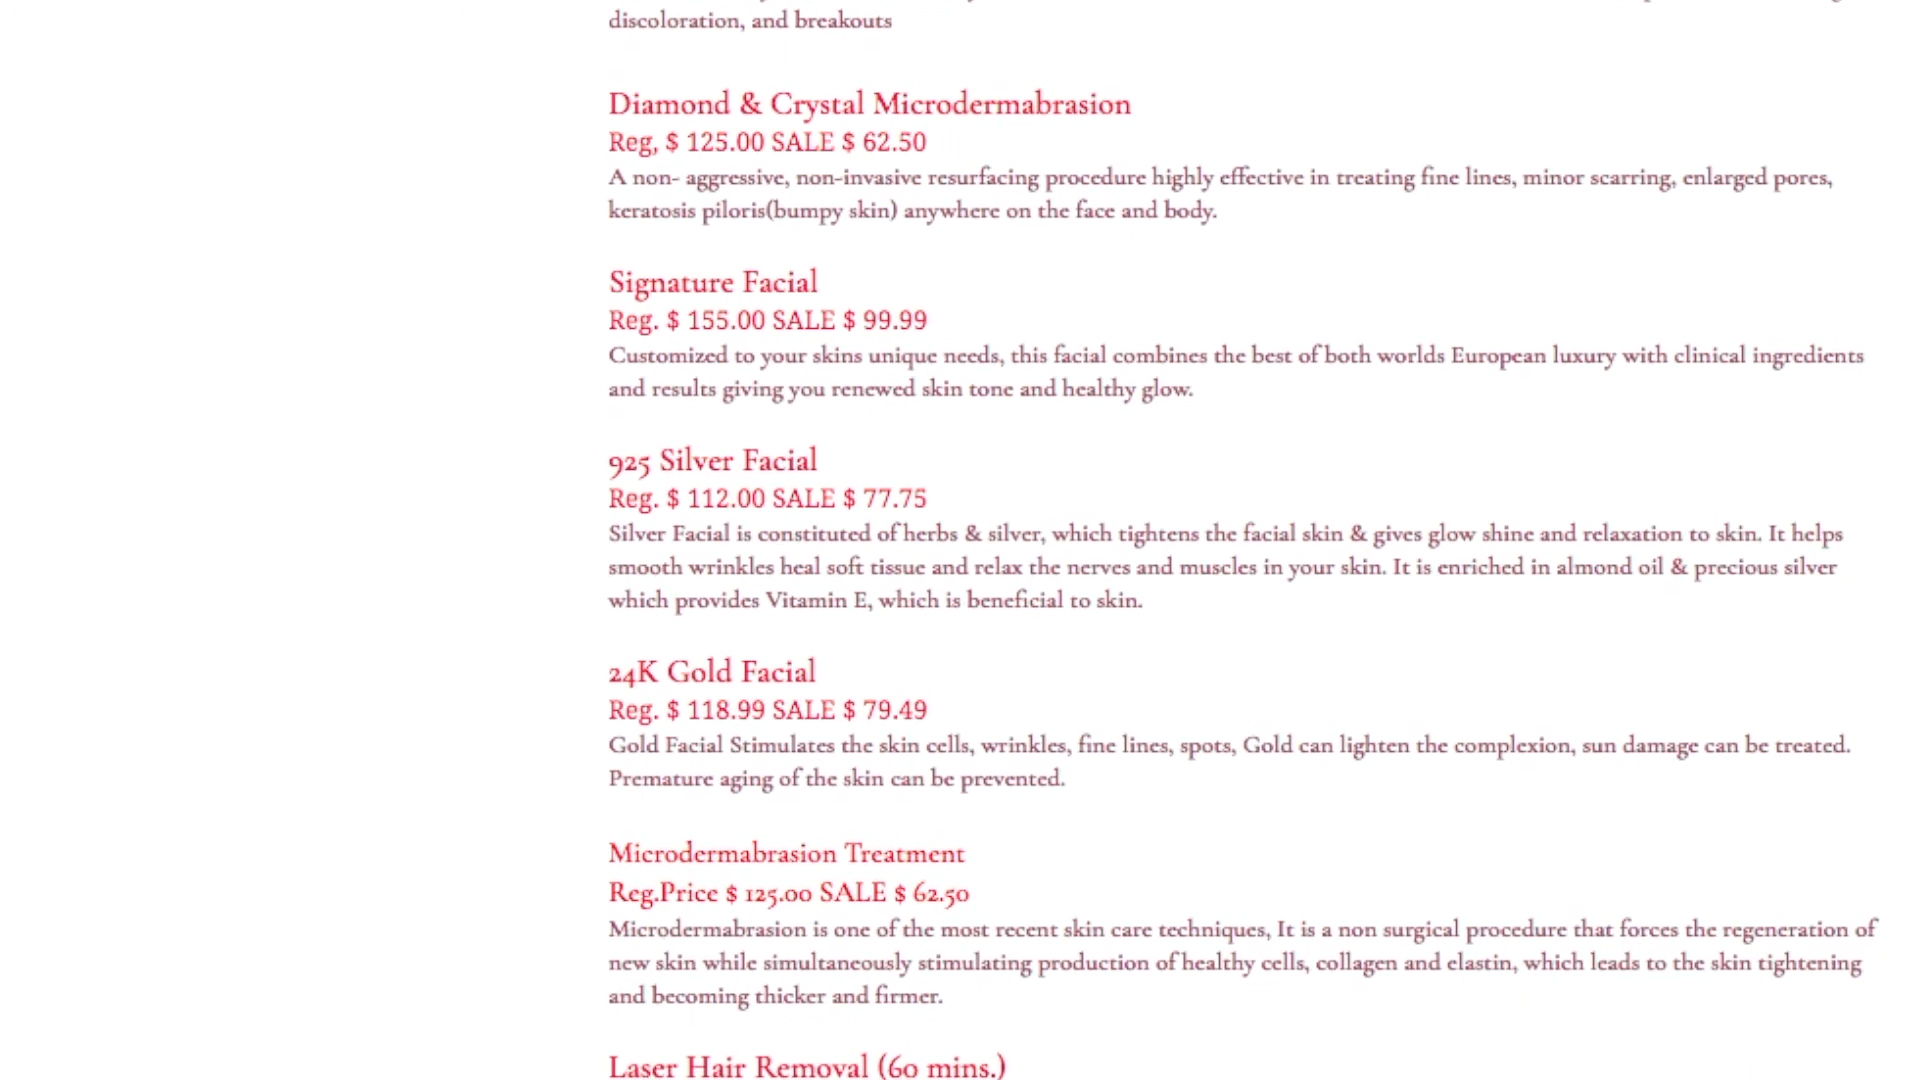 discoloration, and breakouts
Diamond & Crystal Microdermabrasion
Reg, $ 125.00 SALE $ 62.50
A non- aggressive, non-invasive resurfacing procedure highly effective in treating fine lines, minor scarring, enlarged pores,
keratosis piloris(bumpy skin) anywhere on the face and body.
Signature Facial
Reg. $ 155.00 SALE $ 99.99
Customized to your skins unique needs, this facial combines the best of both worlds European luxury with clinical ingredients
and results giving you renewed skin tone and healthy glow.
925 Silver Facial
Reg. $ 112.00 SALE $ 77.75
Silver Facial is constituted of herbs & silver, which tightens the facial skin & gives glow shine and relaxation to skin. It helps
smooth wrinkles heal soft tissue and relax the nerves and muscles in your skin. It is enriched in almond oil & precious silver
which provides Vitamin E, which is beneficial to skin.
24K Gold Facial
Reg. $ 118.99 SALE $ 79.49
Gold Facial Stimulates the skin cells, wrinkles, fine lines, spots, Gold can lighten the complexion, sun damage can be treated.
Premature aging of the skin can be prevented.
Microdermabrasion Treatment
Reg.Price $ 125.00 SALE $ 62.50
Microdermabrasion is one of the most recent skin care techniques, It is a non surgical procedure that forces the regeneration of
new skin while simultaneously stimulating production of healthy cells, collagen and elastin, which leads to the skin tightening
and becoming thicker and firmer.
Laser Hair Removal (60 mins.)